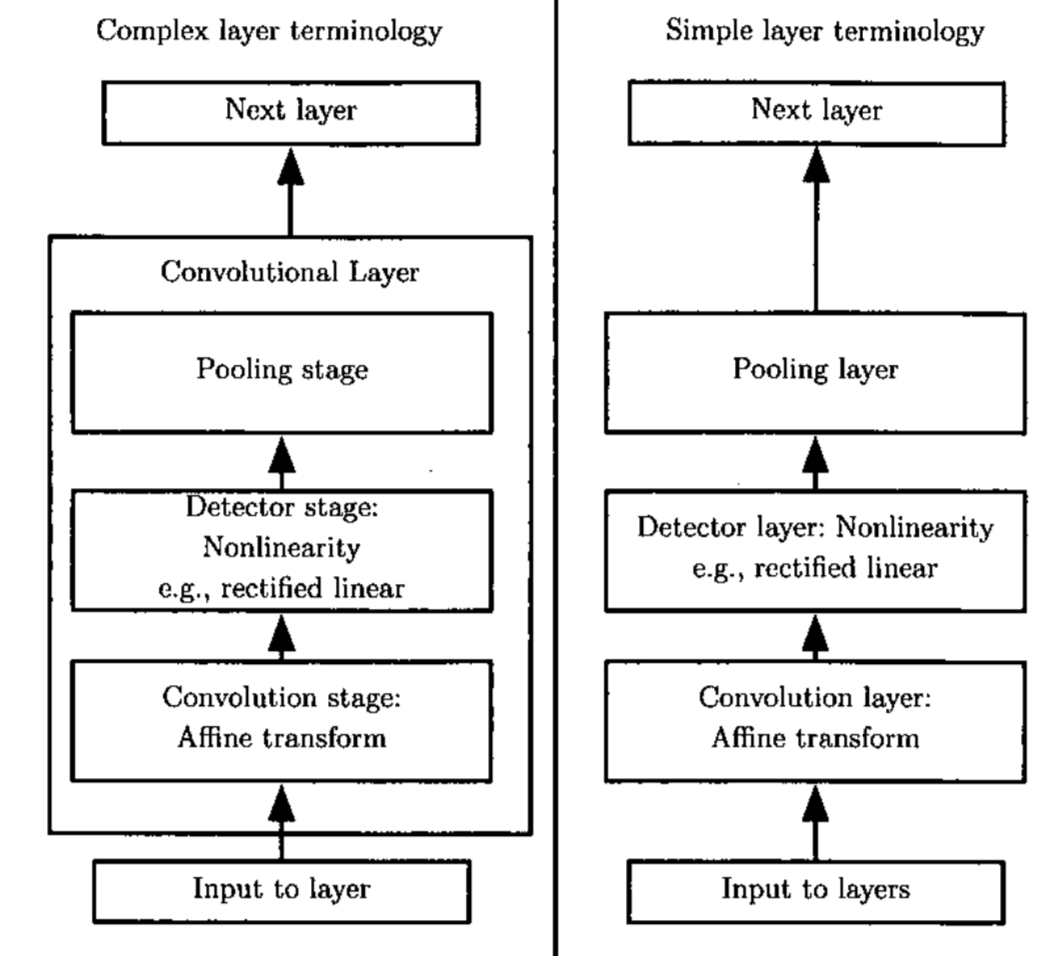 Complex layer terminology
Next layer
Convolutional Layer
Pooling stage
Detector stage:
Nonlinearity
e.g., rectified linear
Convolution stage:
Affine transform
Input to layer
Simple layer terminology
Next layer
Pooling layer
Detector layer: Nonlinearity
e.g., rectified linear
Convolution layer:
Affine transform
Input to layers